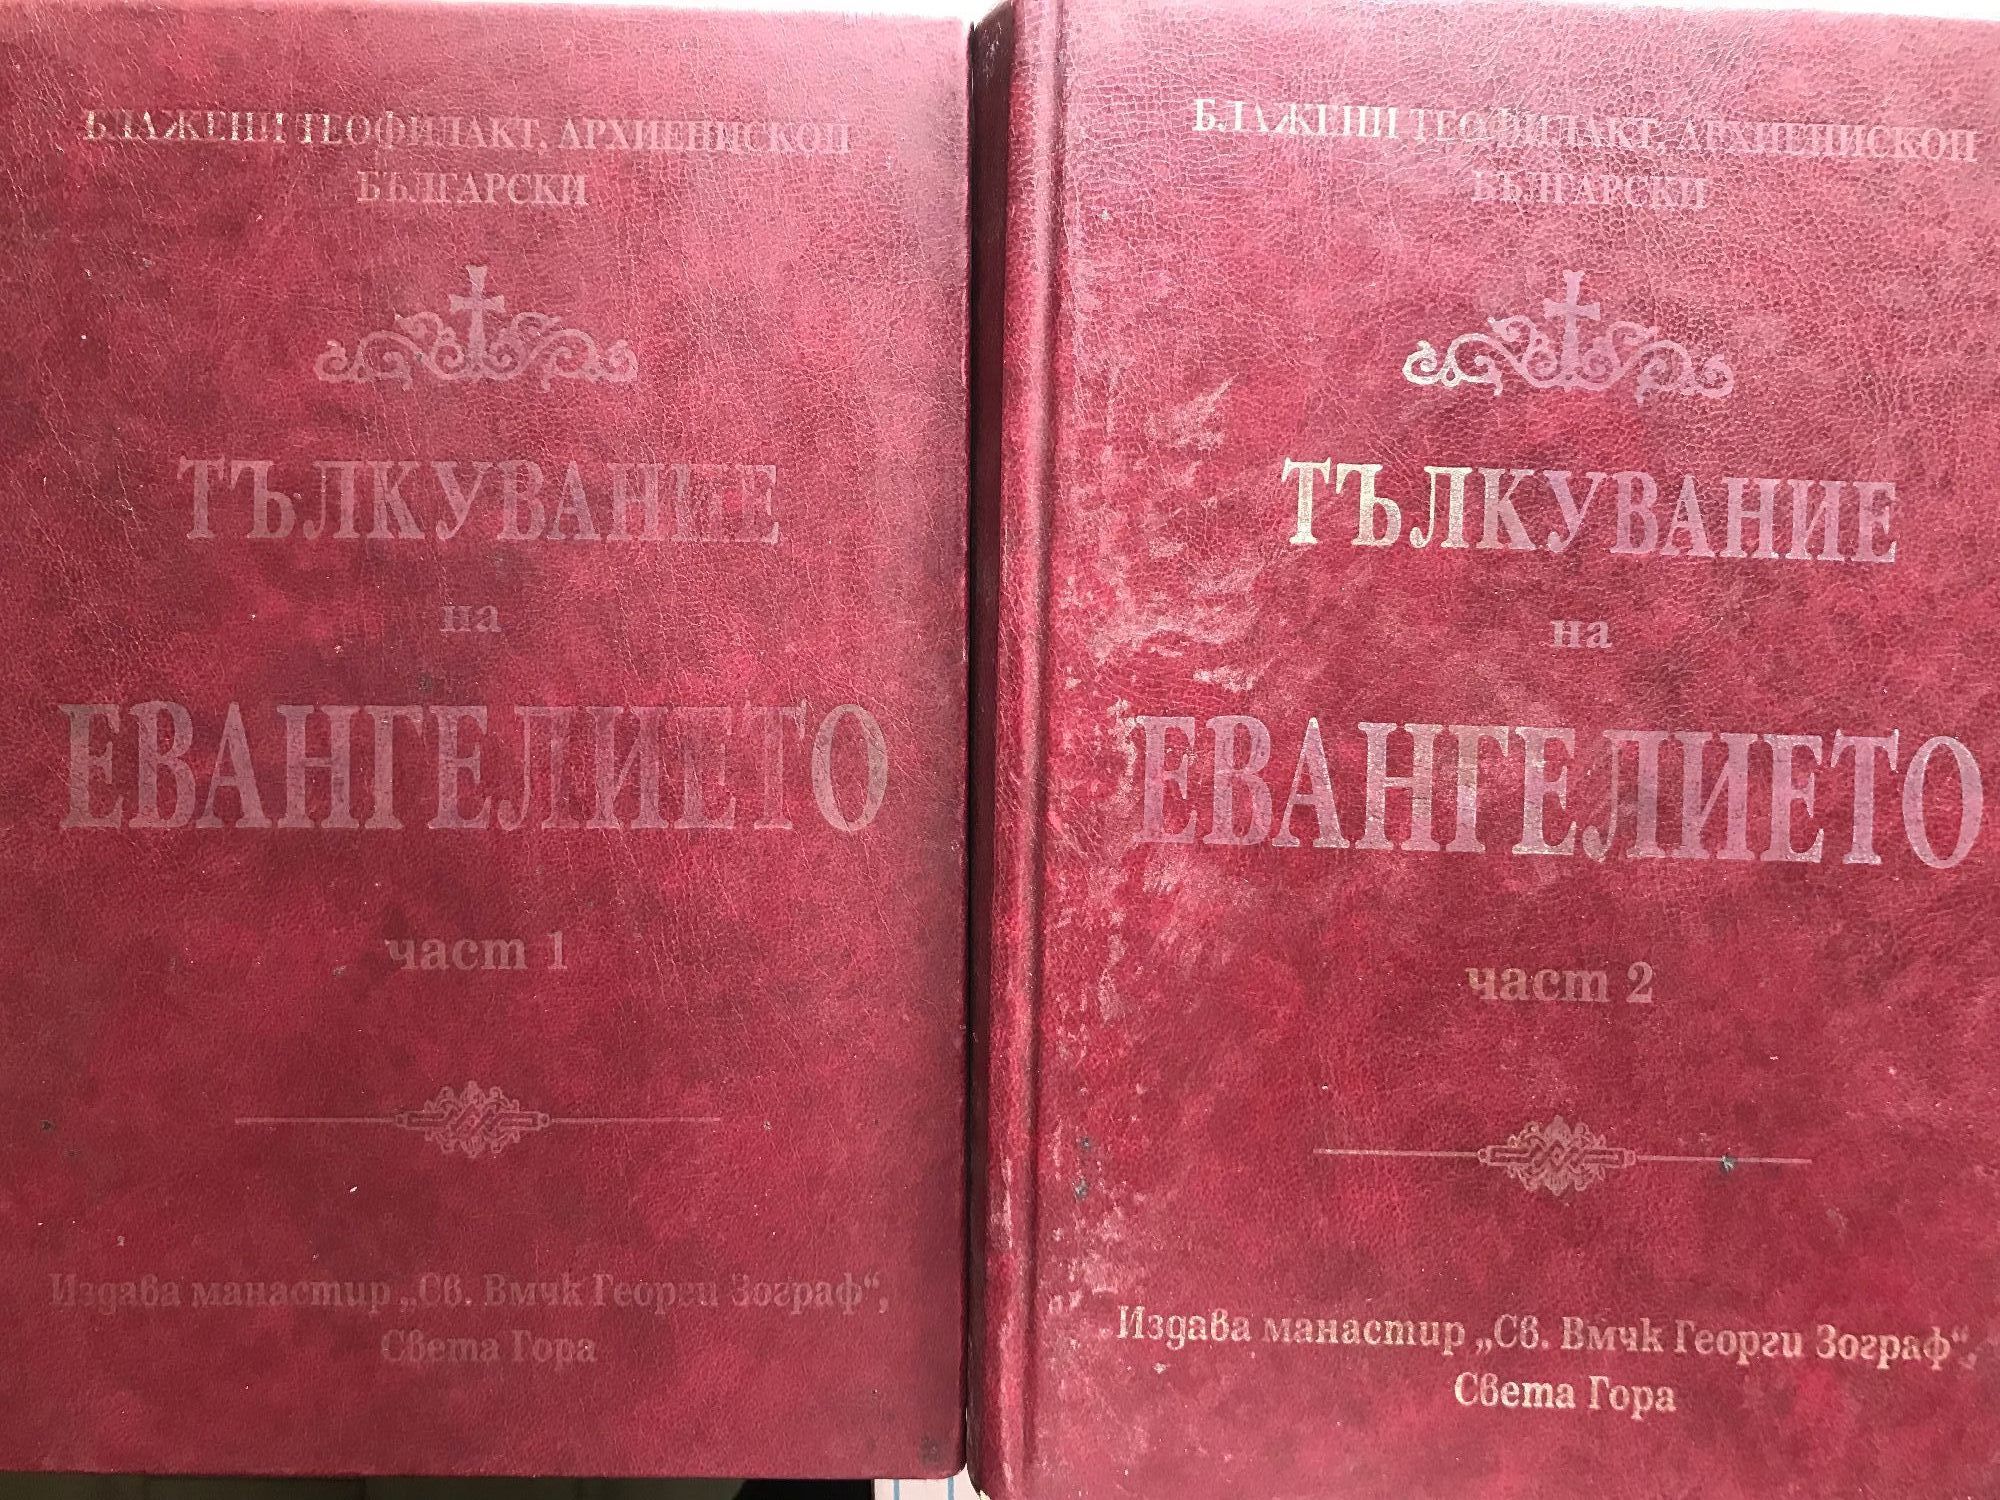 БЛАЖЕНИ ТЕОФИЛАКТ, АРХИЕПИСКОП
БЪЛГАРСКИ
ТЪЛКУВАНИЕ
на
ЕВАНГЕЛИЕТО
част 1
Издава манастир „Св. Вмчк Георги Зограф“,
Света Гора
БЛАЖЕНИ ТЕОФИЛАКТ, АРХИЕПИСКОП
БЪЛГАРСКИ
ТЪЛКУВАНИЕ
на
ЕВАНГЕЛИЕТО
част 2
Издава манастир „Св. Вмчк Георги Зограф“,
Света Гора